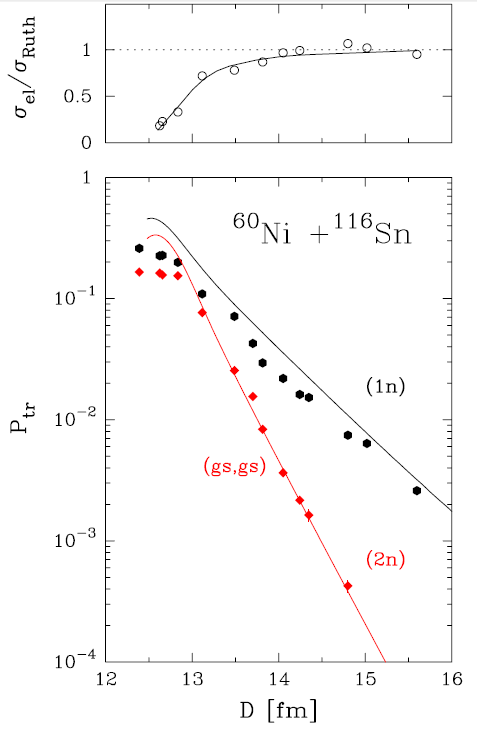 σel/σRuth
1
0.5
0
60Ni + 116Sn
1
10−1
10−2
10−3
10−4
Ptr
(1n)
(gs,gs)
(2n)
12 13 14 15 16
D [fm]